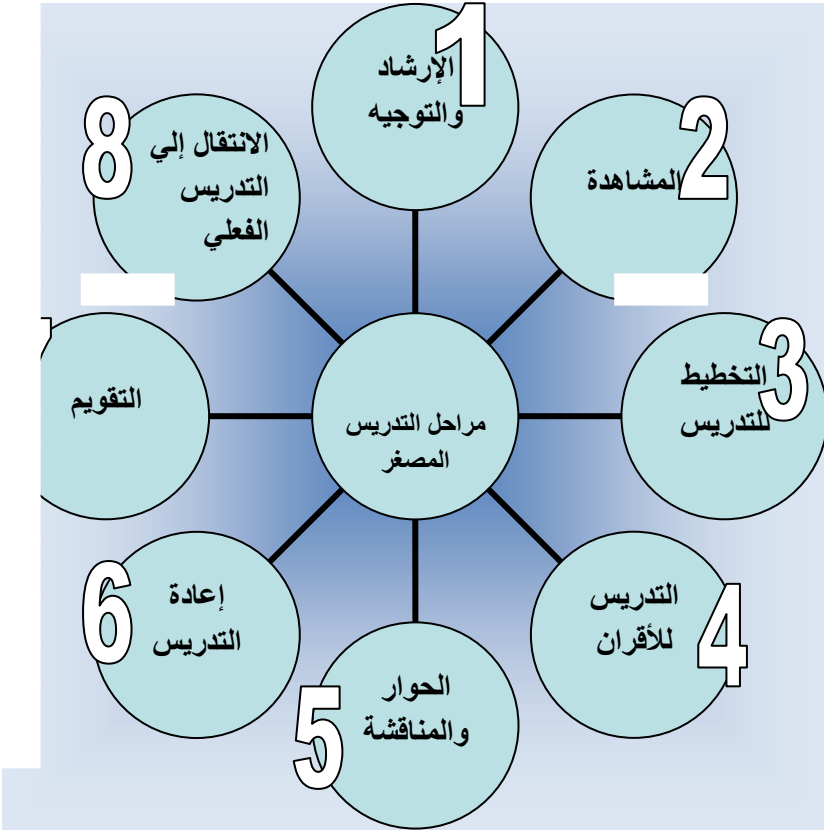 1
الإرشاد
والتوجيه
2
المشاهدة
3
التخطيط
للتدريس
4
التدريس
للأقران
5
الحوار
والمناقشة
6
إعادة
التدريس
التقويم
8
الانتقال إلي
التدريس
الفعلي
مراحل التدريس
المصغر